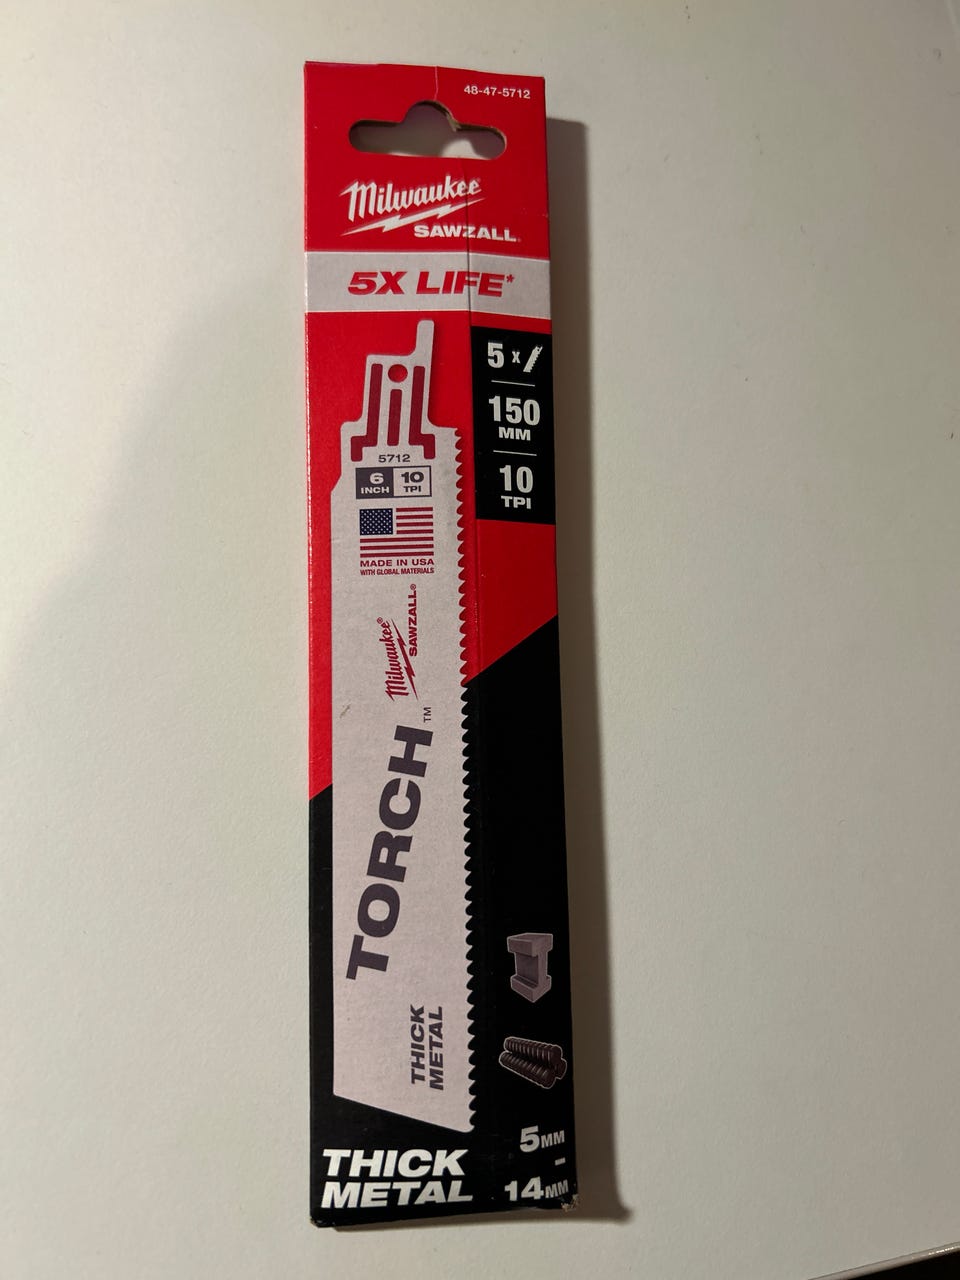 48-47-5712
Milwaukee
SAWZALL®
5X LIFE*
5 x
150
MM
10
TPI
5712
6
INCH
10
TPI
MADE IN USA
WITH GLOBAL MATERIALS
Milwaukee®
SAWZALL®
TORCH™
THICK
METAL
THICK
METAL
5MM
-
14MM